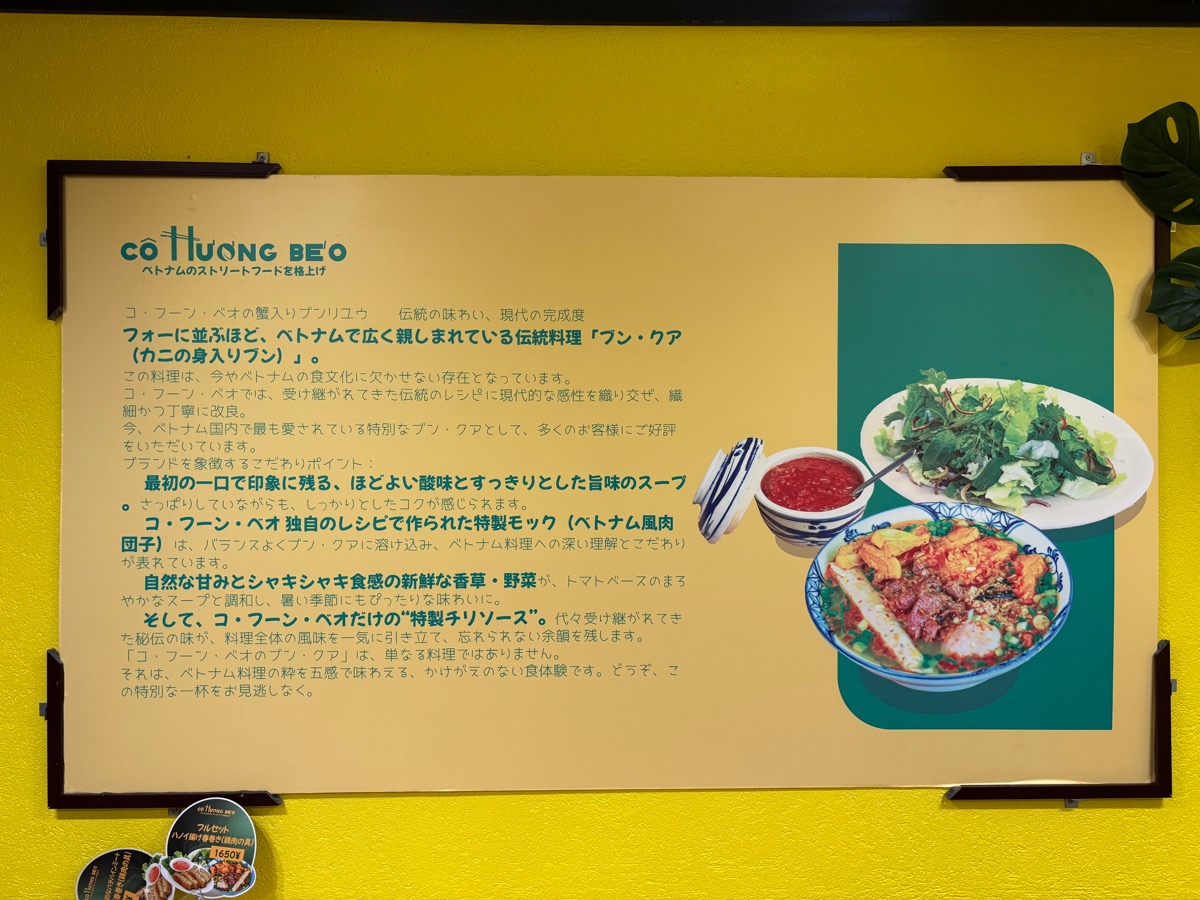 CÔ HƯƠNG BÉO
ベトナムのストリートフードを格上げ
コ・フーン・ベオの蟹入りブンリユウ　　伝統の味わい、現代の完成度
フォーに並ぶほど、ベトナムで広く親しまれている伝統料理「ブン・クア
（カニの身入りブン）」。
この料理は、今やベトナムの食文化に欠かせない存在となっています。
コ・フーン・ベオでは、受け継がれてきた伝統のレシピに現代的な感性を織り交ぜ、繊
細かつ丁寧に改良。
今、ベトナム国内で最も愛されている特別なブン・クアとして、多くのお客様にご好評
をいただいています。
ブランドを象徴するこだわりポイント：
最初の一口で印象に残る、ほどよい酸味とすっきりとした旨味のスープ
。さっぱりしていながらも、しっかりとしたコクが感じられます。
コ・フーン・ベオ 独自のレシピで作られた特製モック（ベトナム風肉
団子）は、バランスよくブン・クアに溶け込み、ベトナム料理への深い理解とこだわり
が表れています。
自然な甘みとシャキシャキ食感の新鮮な香草・野菜が、トマトベースのまろ
やかなスープと調和し、暑い季節にもぴったりな味わいに。
そして、コ・フーン・ベオだけの“特製チリソース”。代々受け継がれてき
た秘伝の味が、料理全体の風味を一気に引き立て、忘れられない余韻を残します。
「コ・フーン・ベオのブン・クア」は、単なる料理ではありません。
それは、ベトナム料理の粋を五感で味わえる、かけがえのない食体験です。どうぞ、こ
の特別な一杯をお見逃しなく。
CÔ HƯƠNG BÉO
フルセット
ハノイ揚げ春巻き(鶏肉の具)
1650¥
CÔ HƯƠNG BÉO